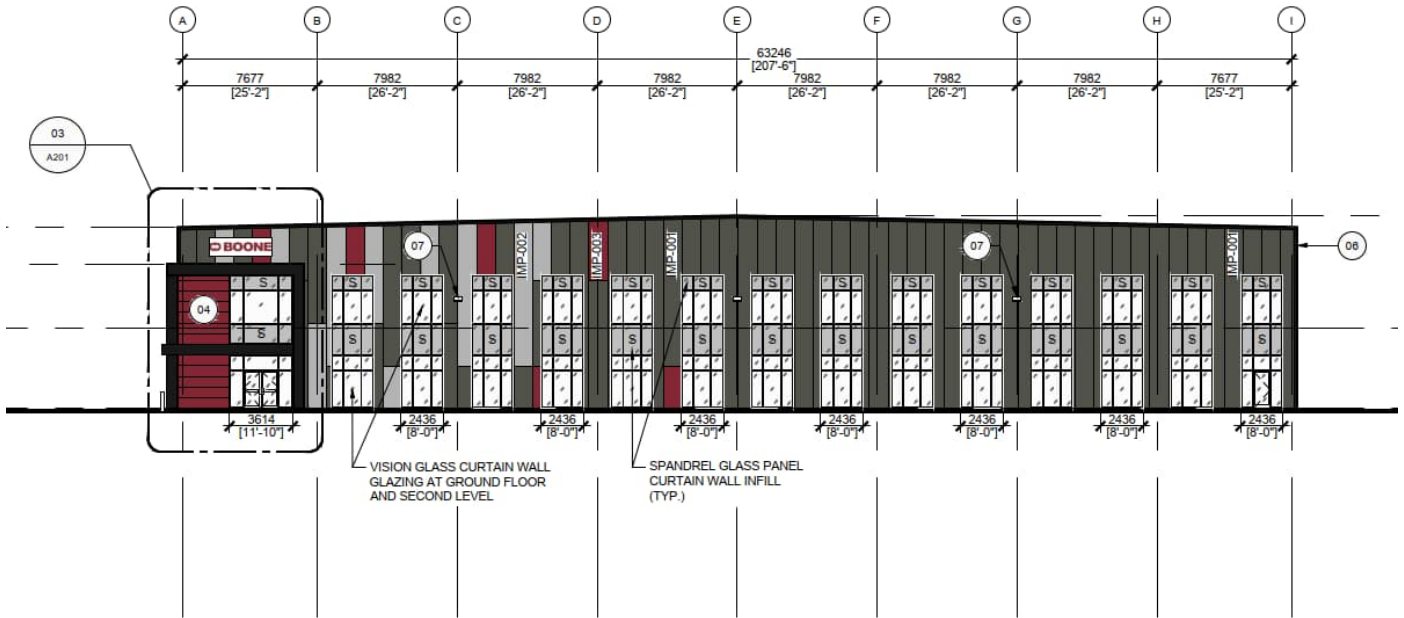 A B C D E F G H I
63246
[207'-6"]
7677 7982 7982 7982 7982 7982 7982 7677
[25'-2"] [26'-2"] [26'-2"] [26'-2"] [26'-2"] [26'-2"] [26'-2"] [25'-2"]
03
A201
BOONE
07
IMP-002
IMP-003
IMP-001
07
IMP-001
06
04
S S S S S S S S S S S S S S
S S S S S S S S S S S S S S
3614 2436 2436 2436 2436 2436 2436 2436
[11'-10"] [8'-0"] [8'-0"] [8'-0"] [8'-0"] [8'-0"] [8'-0"] [8'-0"]
VISION GLASS CURTAIN WALL
GLAZING AT GROUND FLOOR
AND SECOND LEVEL
SPANDREL GLASS PANEL
CURTAIN WALL INFILL
(TYP.)